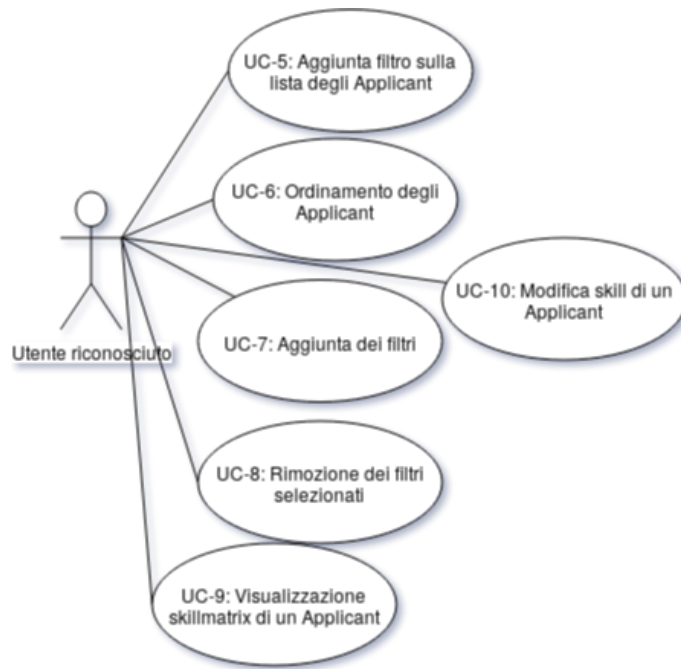 UC-5: Aggiunta filtro sulla
lista degli Applicant
UC-6: Ordinamento degli
Applicant
UC-10: Modifica skill di un
Applicant
UC-7: Aggiunta dei filtri
Utente riconosciuto
UC-8: Rimozione dei filtri
selezionati
UC-9: Visualizzazione
skillmatrix di un Applicant